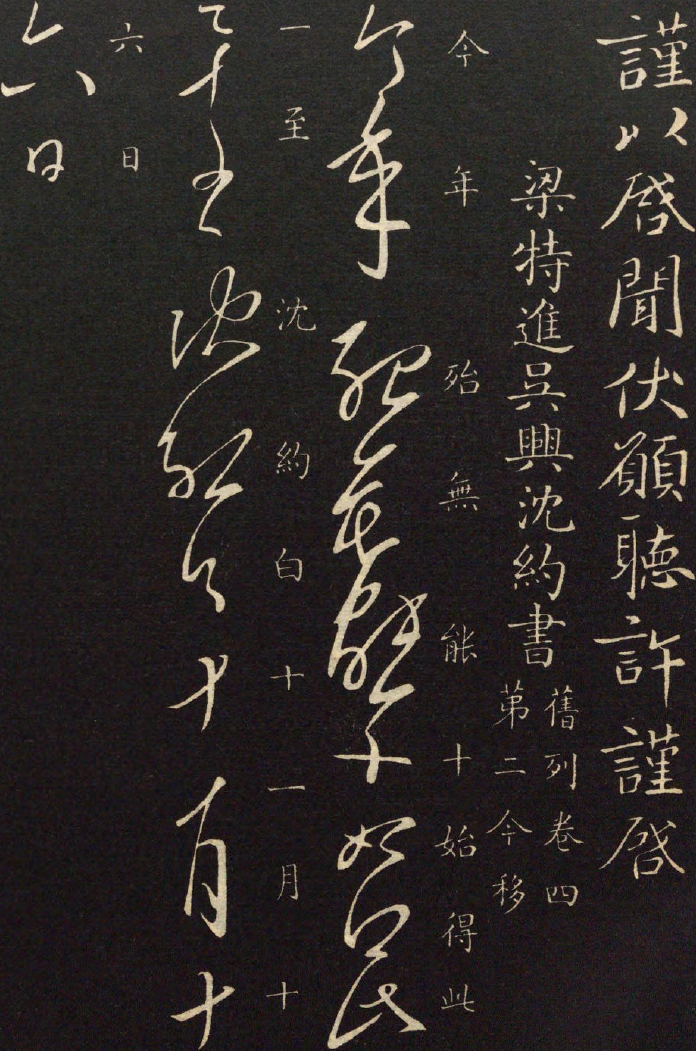 謹以啓聞伏願聽許謹啓
梁特進吳興沈約書
舊列卷四
第二今移
今年殆無能十始得此
今年殆無能十始得此
一至沈約白十一月十
一至沈約白十一月十
六日
六日